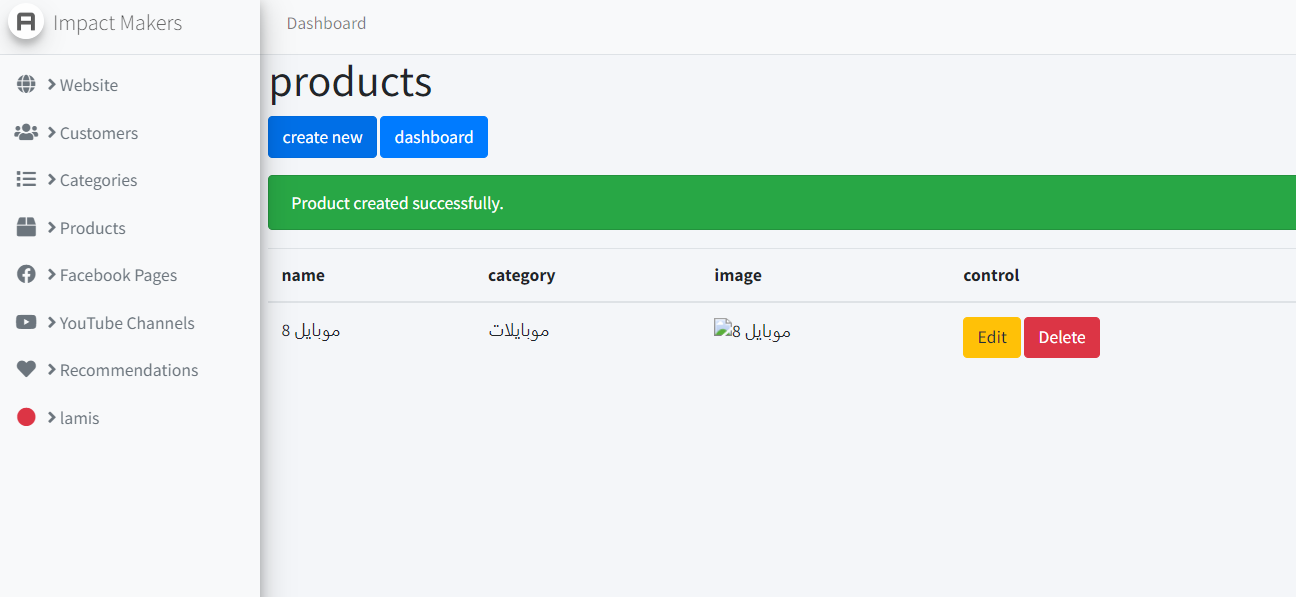 Impact Makers
Dashboard
Website
Customers
Categories
Products
Facebook Pages
YouTube Channels
Recommendations
lamis
products
create new dashboard
Product created successfully.
name category image control
موبايل 8 موبايلات موبايل 8 Edit Delete